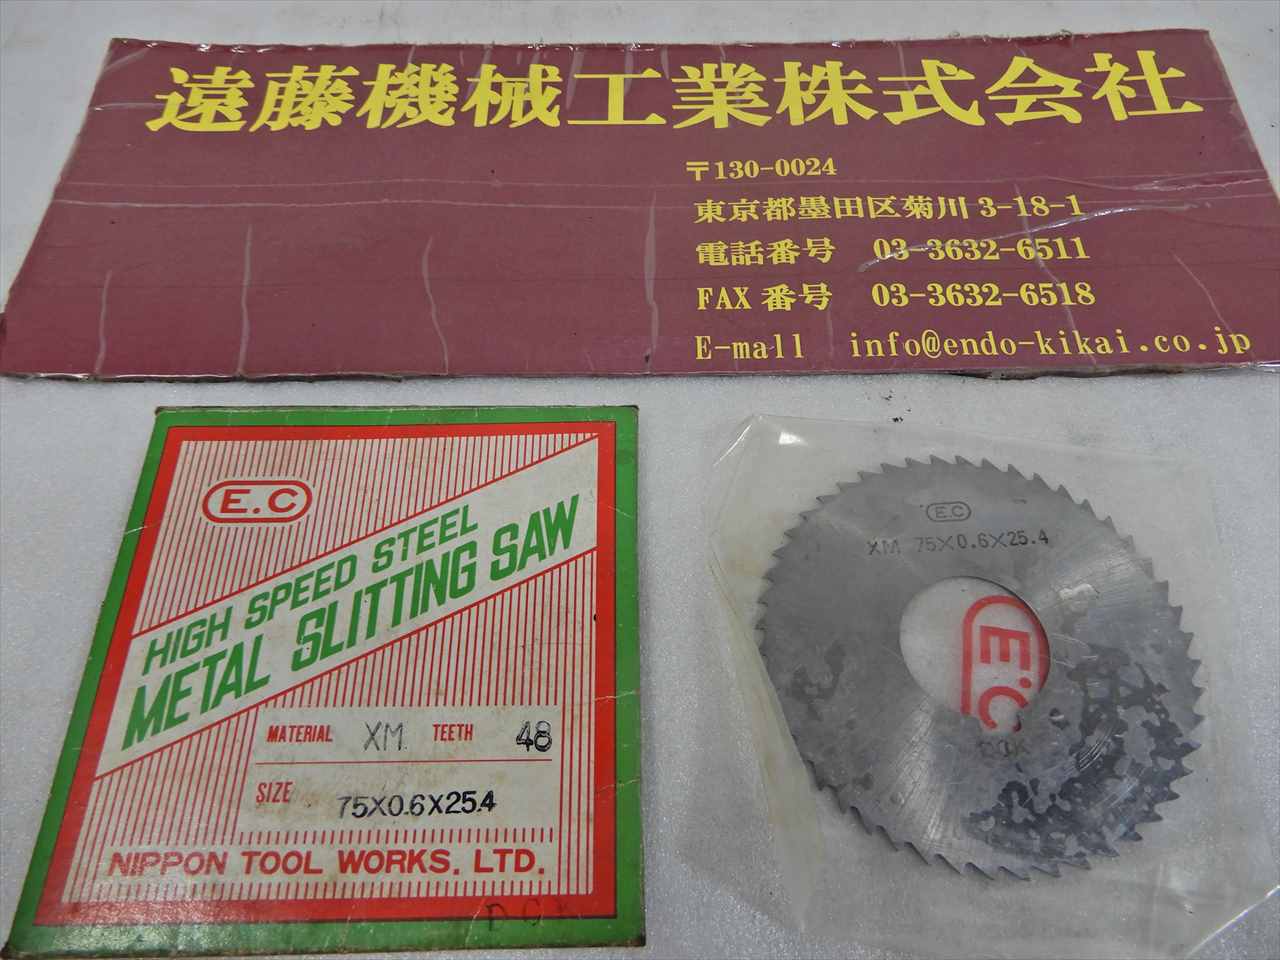 遠藤機械工業株式会社
〒130-0024
東京都墨田区菊川 3-18-1
電話番号 03-3632-6511
FAX 番号 03-3632-6518
E-mall info@endo-kikai.co.jp
E.C
HIGH SPEED STEEL
METAL SLITTING SAW
MATERIAL XM TEETH 48
SIZE 75X0.6X25.4
NIPPON TOOL WORKS, LTD.
E.C
XM 75X0.6X25.4
E.C